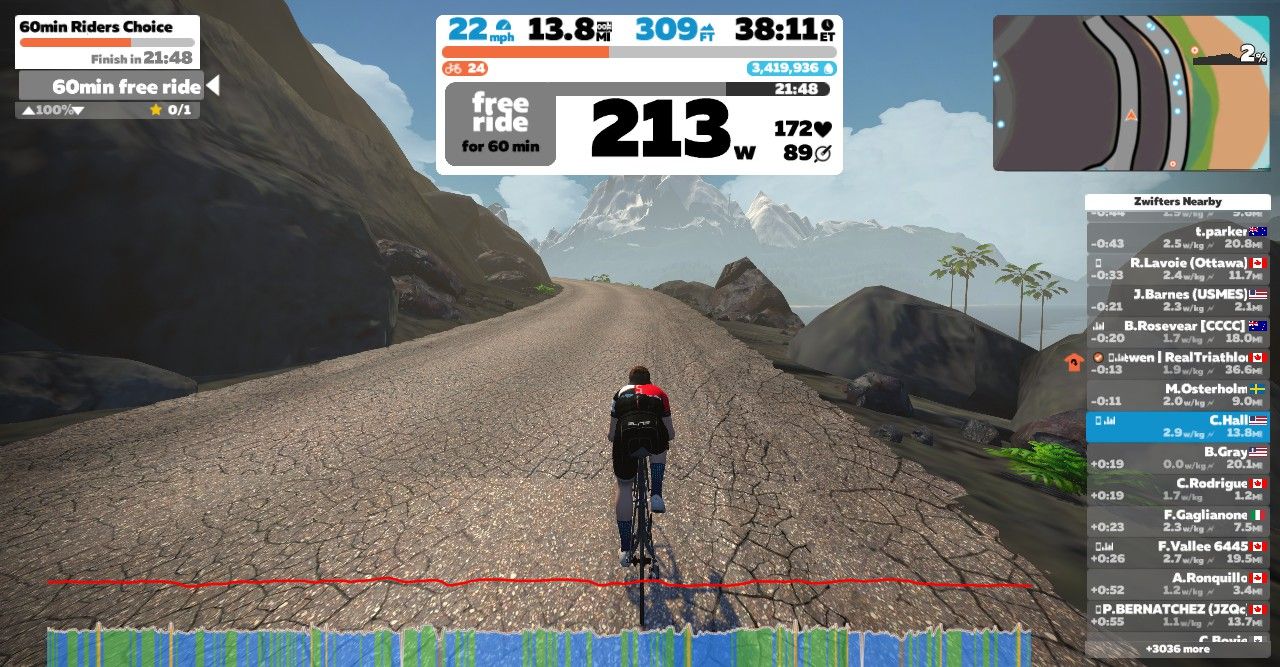 60min Riders Choice
Finish in 21:48
60min free ride
100%
0/1
22 mph 13.8 MI 309 FT 38:11 ET
24
3,419,936
21:48
free ride
for 60 min
213 w
172
89
2%
Zwifters Nearby
t.parker
-0:43 2.5 w/kg 20.8 MI
R.Lavoie (Ottawa)
-0:33 2.4 w/kg 11.7 MI
J.Barnes (USMES)
-0:21 2.3 w/kg 2.1 MI
B.Rosevear [CCCC]
-0:20 1.7 w/kg 18.0 MI
ewen | RealTriathlo
-0:13 1.9 w/kg 36.6 MI
M.Osterholm
-0:11 2.0 w/kg 9.0 MI
C.Hall
2.9 w/kg 13.8 MI
B.Gray
+0:19 0.0 w/kg 20.1 MI
C.Rodrigue
+0:19 1.7 w/kg 1.2 MI
F.Gaglianone
+0:23 2.3 w/kg 7.5 MI
F.Vallee 6445
+0:26 2.7 w/kg 19.5 MI
A.Ronquillo
+0:52 1.2 w/kg 3.4 MI
P.BERNATCHEZ (JZQc
+0:55 1.1 w/kg 13.7 MI
+3036 more